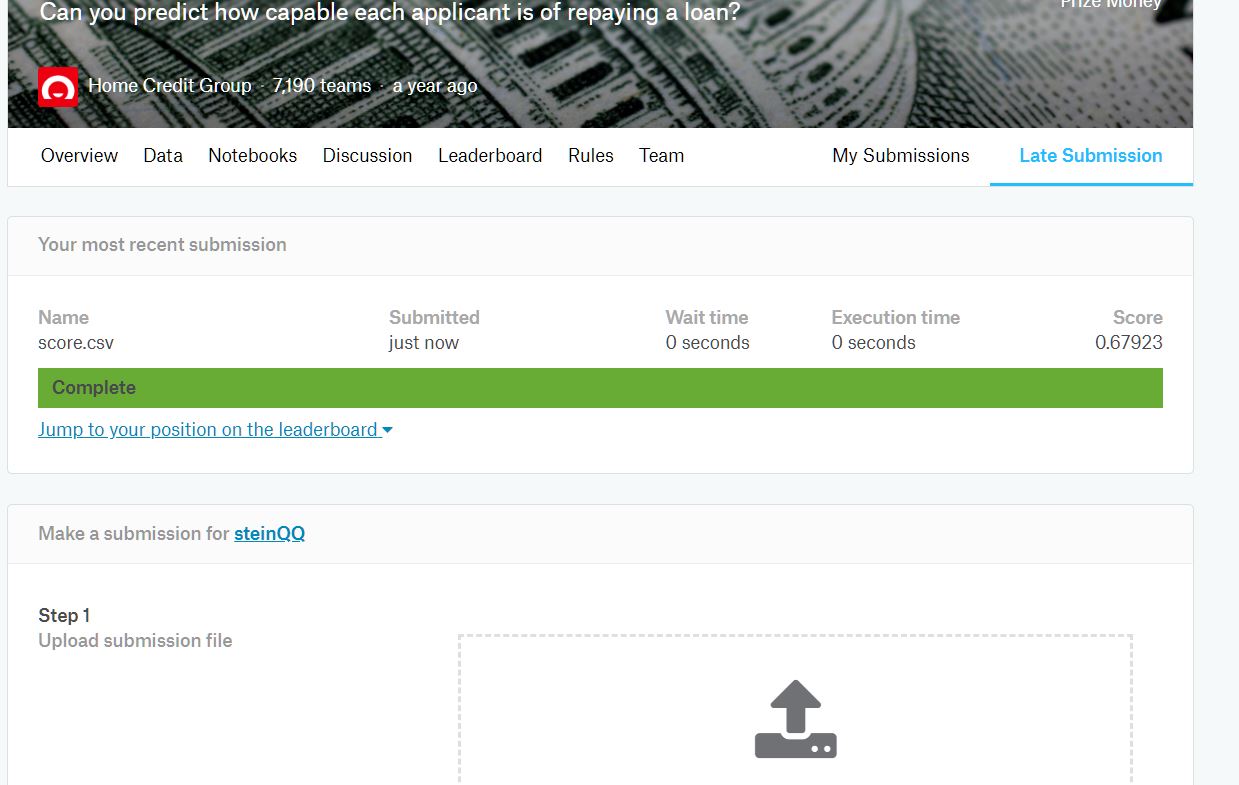 Can you predict how capable each applicant is of repaying a loan?
Prize Money
Home Credit Group · 7,190 teams · a year ago
Overview Data Notebooks Discussion Leaderboard Rules Team My Submissions Late Submission
Your most recent submission
Name Submitted Wait time Execution time Score
score.csv just now 0 seconds 0 seconds 0.67923
Complete
Jump to your position on the leaderboard
Make a submission for steinQQ
Step 1
Upload submission file